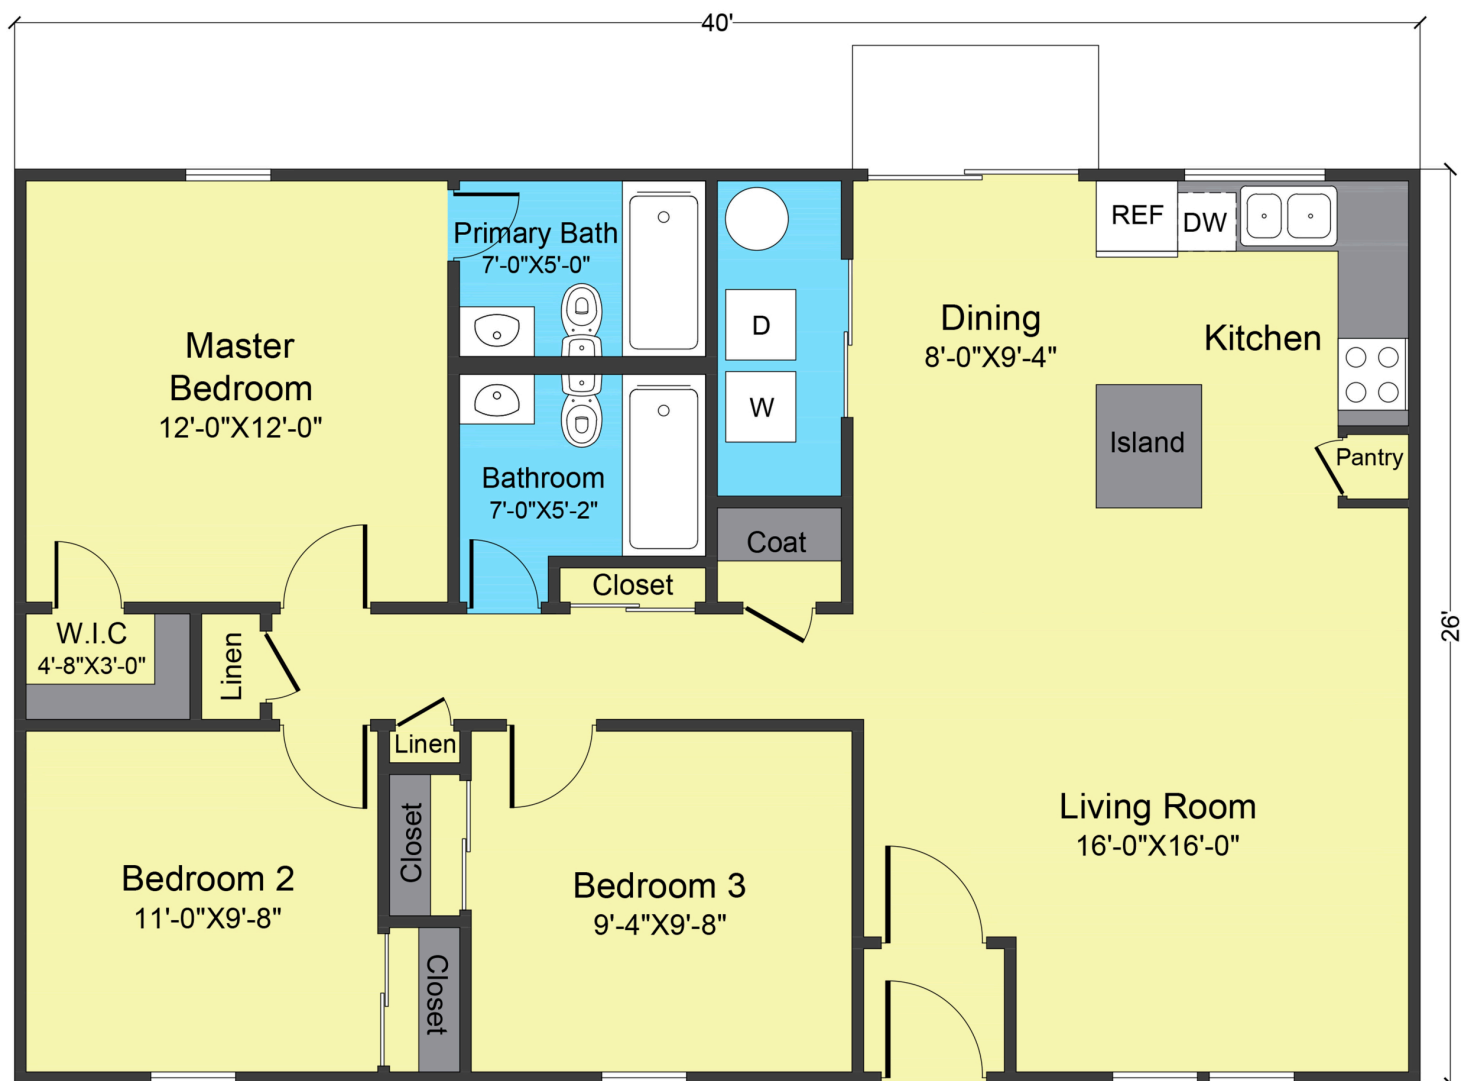 40'
REF
DW
Primary Bath
7'-0"X5'-0"
D
Dining
8'-0"X9'-4"
Kitchen
Master
Bedroom
12'-0"X12'-0"
W
Island
Pantry
Bathroom
7'-0"X5'-2"
Coat
Closet
W.I.C
4'-8"X3'-0"
Linen
26'
Linen
Closet
Living Room
16'-0"X16'-0"
Bedroom 2
11'-0"X9'-8"
Bedroom 3
9'-4"X9'-8"
Closet